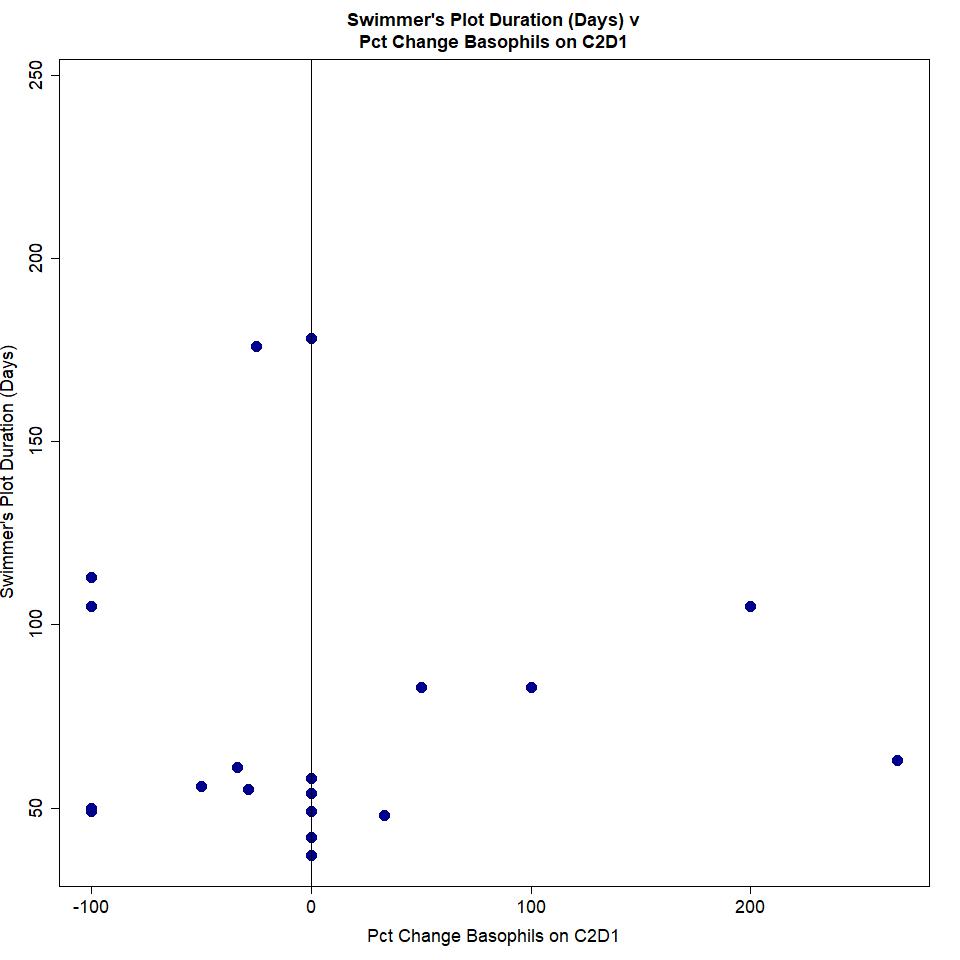 Swimmer's Plot Duration (Days) v
Pct Change Basophils on C2D1
250
200
150
100
50
Swimmer's Plot Duration (Days)
-100
0
100
200
Pct Change Basophils on C2D1